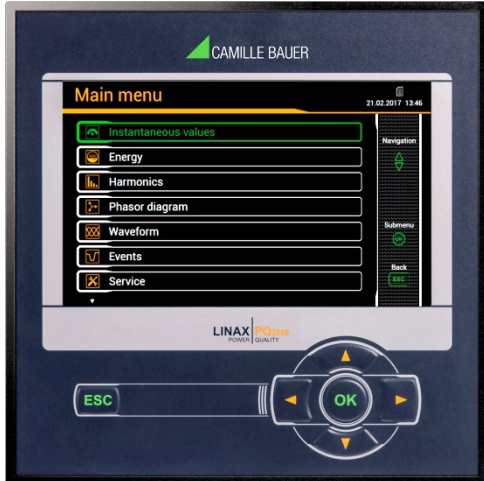 CAMILLE BAUER
Main menu
21.02.2017 13:46
Instantaneous values
Navigation
Energy
Harmonics
Phasor diagram
Waveform
Submenu
OK
Events
Back
ESC
Service
LINAX PQ3000
POWER QUALITY
ESC
OK